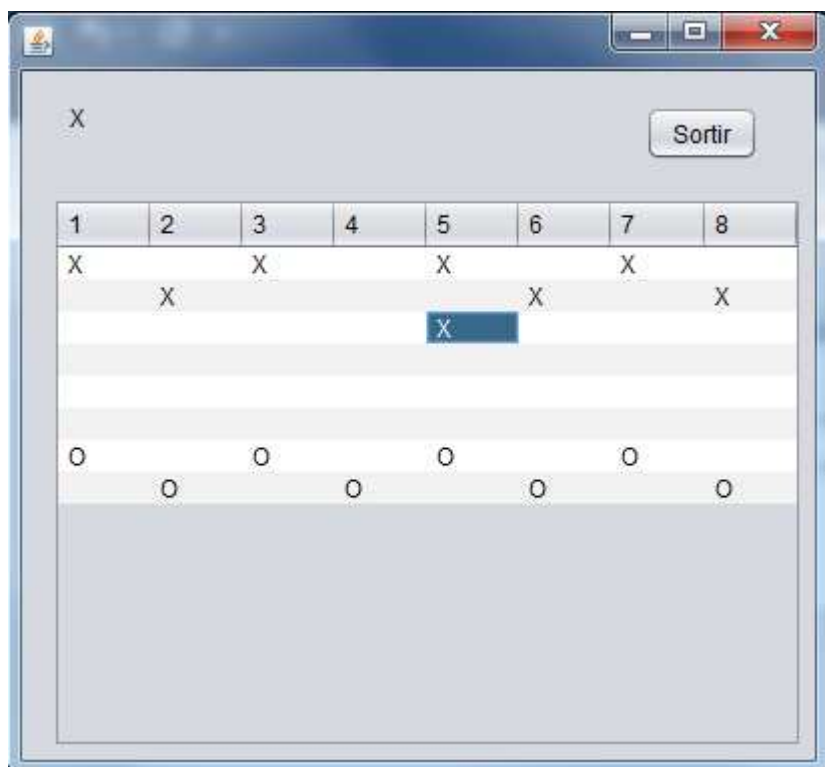 X
Sortir
1 2 3 4 5 6 7 8
X X X X
X X X
X
O O O O
O O O O